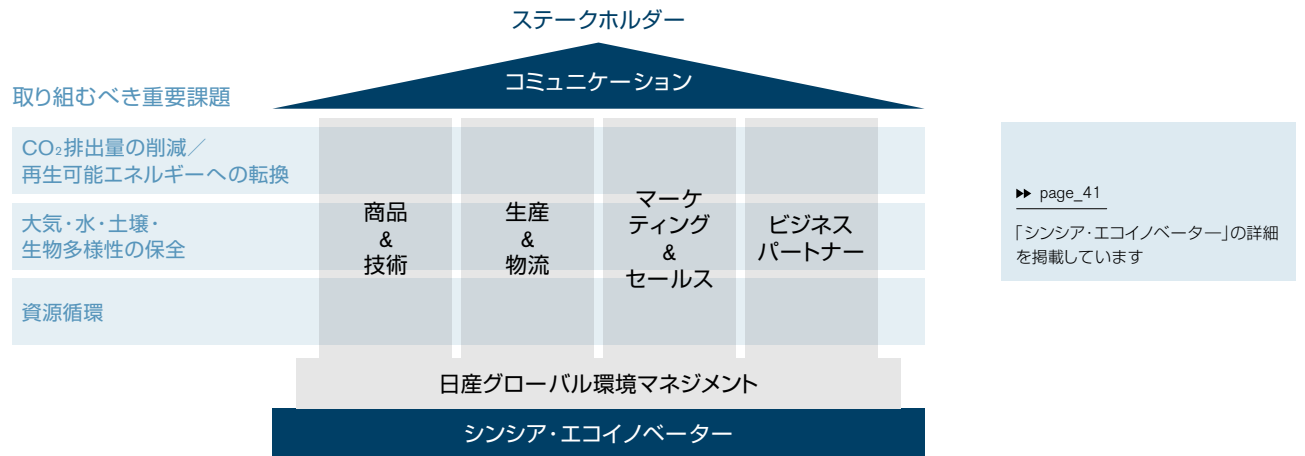 ステークホルダー
コミュニケーション
取り組むべき重要課題
CO₂排出量の削減／
再生可能エネルギーへの転換
大気・水・土壌・
生物多様性の保全
資源循環
商品
&
技術
生産
&
物流
マーケ
ティング
&
セールス
ビジネス
パートナー
日産グローバル環境マネジメント
シンシア・エコイノベーター
▶▶ page_41
「シンシア・エコイノベーター」の詳細
を掲載しています